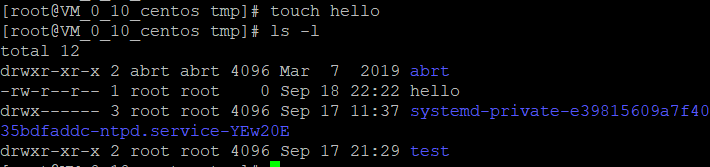 [root@VM_0_10_centos tmp]# touch hello
[root@VM_0_10_centos tmp]# ls -l
total 12
drwxr-xr-x 2 abrt abrt 4096 Mar  7  2019 abrt
-rw-r--r-- 1 root root    0 Sep 18 22:22 hello
drwx------ 3 root root 4096 Sep 17 11:37 systemd-private-e39815609a7f40
35bdfaddc-ntpd.service-YEw20E
drwxr-xr-x 2 root root 4096 Sep 17 21:29 test
[root@VM_0_10_centos tmp]#